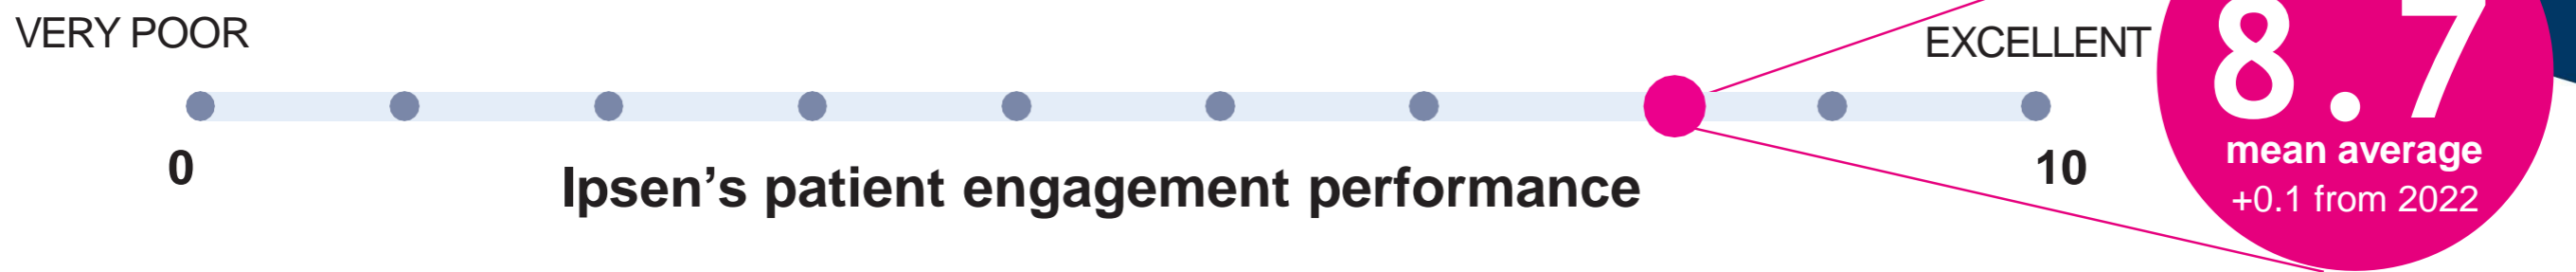 VERY POOR
EXCELLENT
0
10
Ipsen’s patient engagement performance
8.7
mean average
+0.1 from 2022